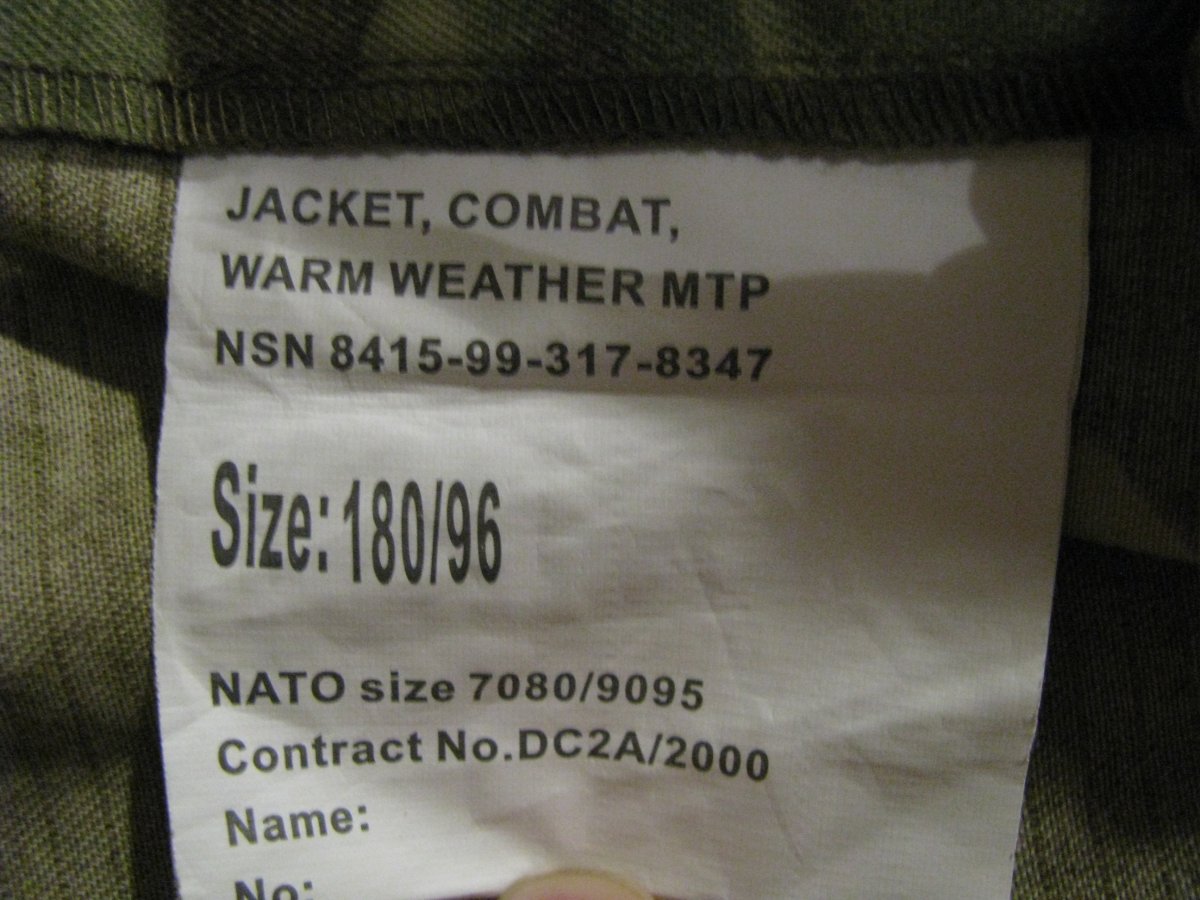 JACKET, COMBAT,
WARM WEATHER MTP
NSN 8415-99-317-8347
Size: 180/96
NATO size 7080/9095
Contract No.DC2A/2000
Name:
No: